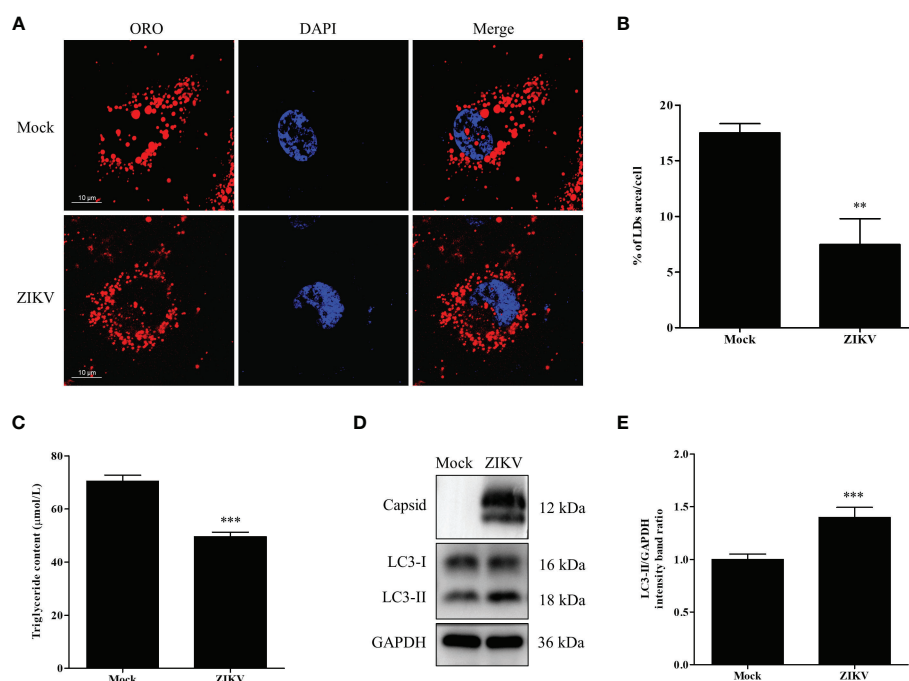 A
ORO DAPI Merge
Mock
10 µm
ZIKV
10 µm
B
% of LDs area/cell
20
15
10
5
0
**
Mock ZIKV
C
Triglyceride content (µmol/L)
80
60
40
20
0
***
Mock ZIKV
D
Mock ZIKV
Capsid 12 kDa
LC3-I 16 kDa
LC3-II 18 kDa
GAPDH 36 kDa
E
LC3-II/GAPDH
intensity band ratio
2.0
1.5
1.0
0.5
0.0
***
Mock ZIKV